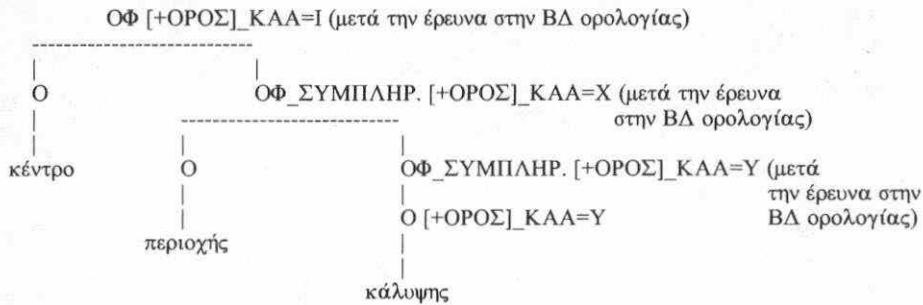 ΟΦ [+ΟΡΟΣ]_ΚΑΑ=Ι (μετά την έρευνα στην ΒΔ ορολογίας)
Ο ΟΦ_ΣΥΜΠΛΗΡ. [+ΟΡΟΣ]_ΚΑΑ=Χ (μετά την έρευνα
στην ΒΔ ορολογίας)
κέντρο Ο ΟΦ_ΣΥΜΠΛΗΡ. [+ΟΡΟΣ]_ΚΑΑ=Υ (μετά
την έρευνα στην
Ο [+ΟΡΟΣ]_ΚΑΑ=Υ ΒΔ ορολογίας)
περιοχής
κάλυψης